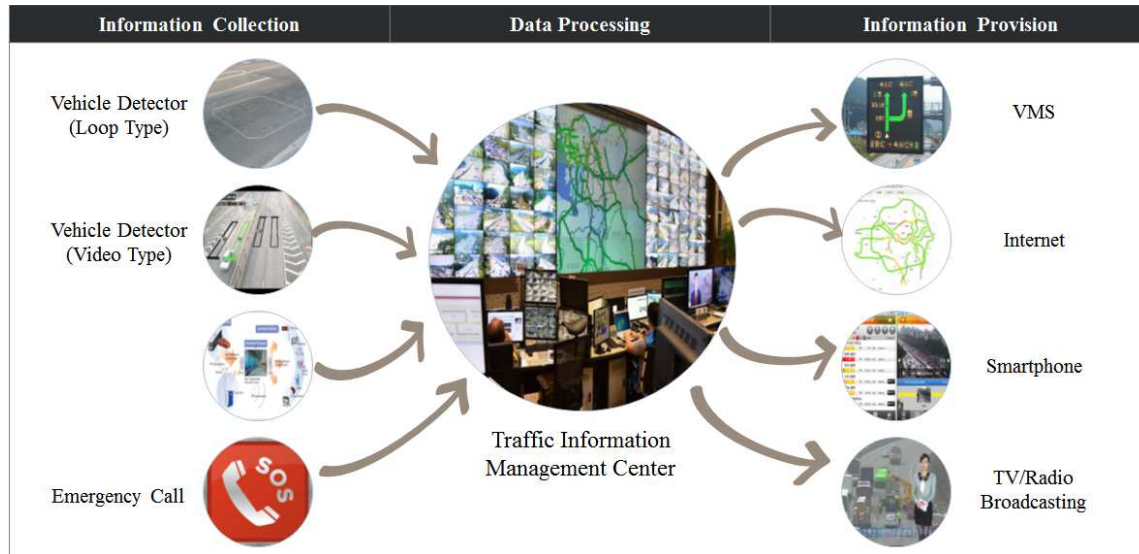 Information Collection
Data Processing
Information Provision
Vehicle Detector
(Loop Type)
VMS
Vehicle Detector
(Video Type)
Internet
Smartphone
SOS
Emergency Call
Traffic Information
Management Center
TV/Radio
Broadcasting